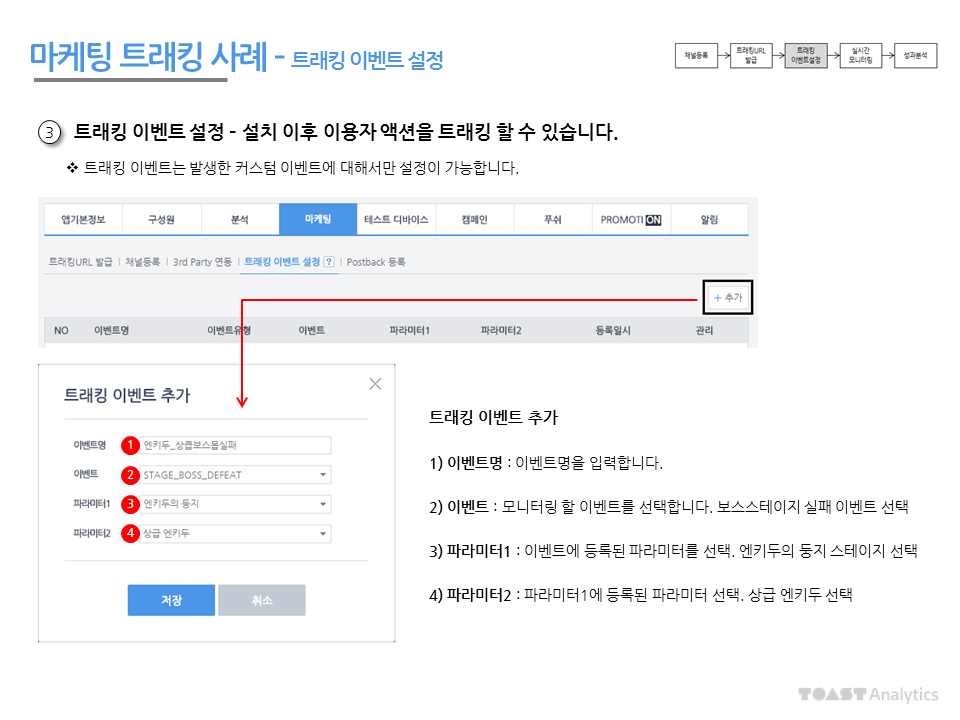 마케팅 트래킹 사례 - 트래킹 이벤트 설정
채널등록
트래킹URL
발급
트래킹
이벤트설정
실시간
모니터링
성과분석
3 트래킹 이벤트 설정 - 설치 이후 이용자 액션을 트래킹 할 수 있습니다.
❖ 트래킹 이벤트는 발생한 커스텀 이벤트에 대해서만 설정이 가능합니다.
앱기본정보 구성원 분석 마케팅 테스트 디바이스 캠페인 푸쉬 PROMOTION 알림
트래킹URL 발급 | 채널등록 | 3rd Party 연동 | 트래킹 이벤트 설정 ? | Postback 등록
+ 추가
NO 이벤트명 이벤트유형 이벤트 파라미터1 파라미터2 등록일시 관리
트래킹 이벤트 추가
이벤트명 1 엔키두_상급보스몹실패
이벤트 2 STAGE_BOSS_DEFEAT
파라미터1 3 엔키두의 둥지
파라미터2 4 상급 엔키두
저장 취소
트래킹 이벤트 추가
1) 이벤트명 : 이벤트명을 입력합니다.
2) 이벤트 : 모니터링 할 이벤트를 선택합니다. 보스스테이지 실패 이벤트 선택
3) 파라미터1 : 이벤트에 등록된 파라미터를 선택. 엔키두의 둥지 스테이지 선택
4) 파라미터2 : 파라미터1에 등록된 파라미터 선택. 상급 엔키두 선택
TOAST Analytics